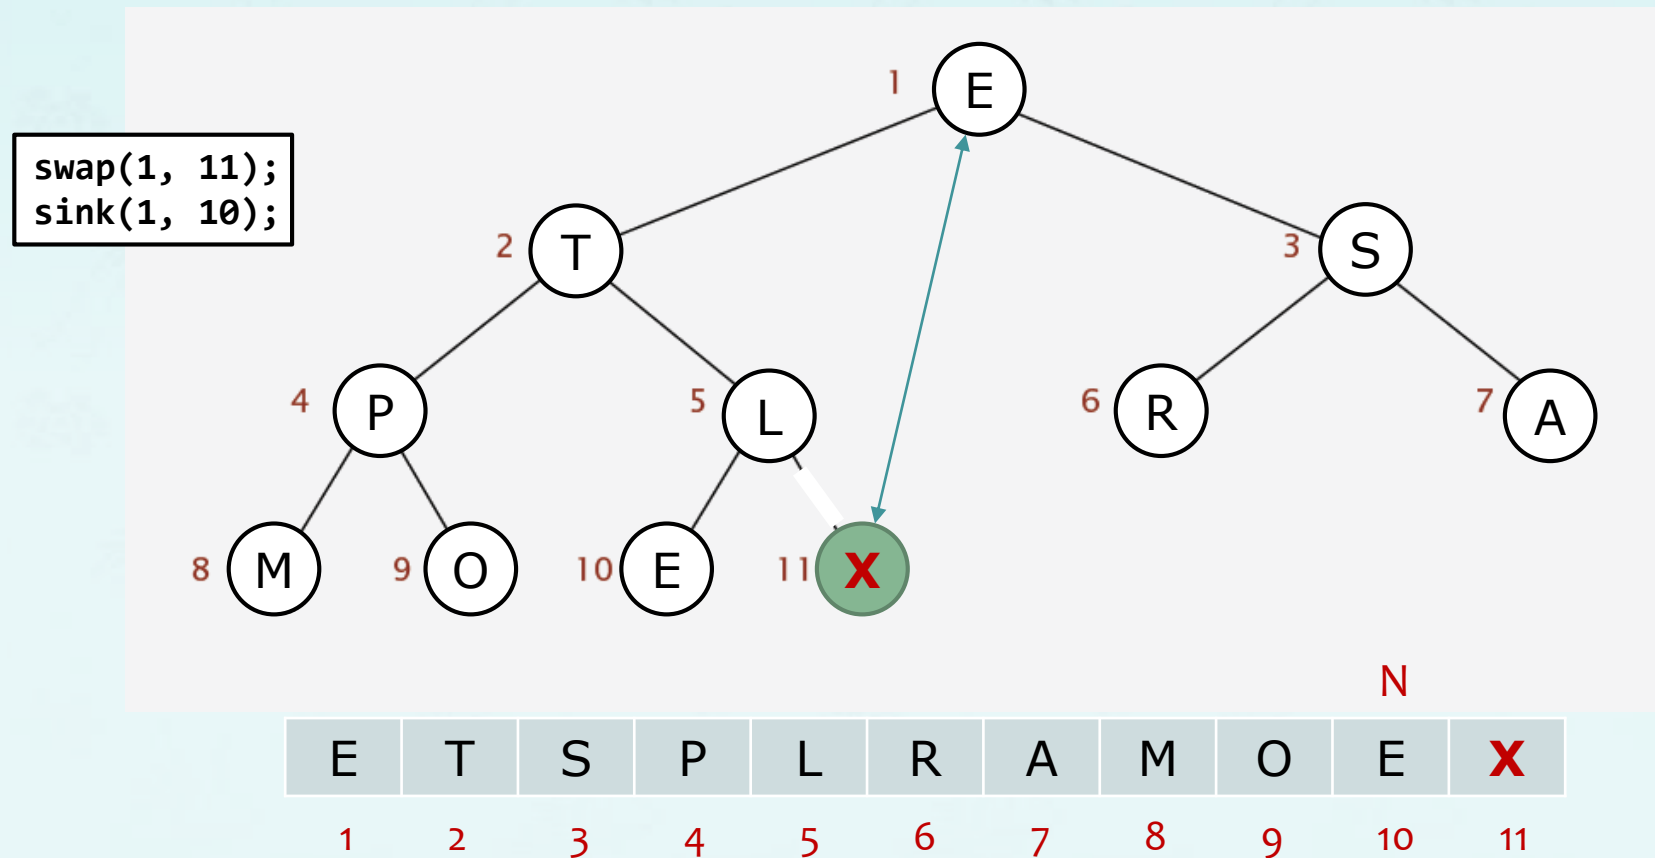 1 E
swap(1, 11);
sink(1, 10);
2 T 3 S
4 P 5 L 6 R 7 A
8 M 9 O 10 E 11 X
N
E T S P L R A M O E X
1 2 3 4 5 6 7 8 9 10 11